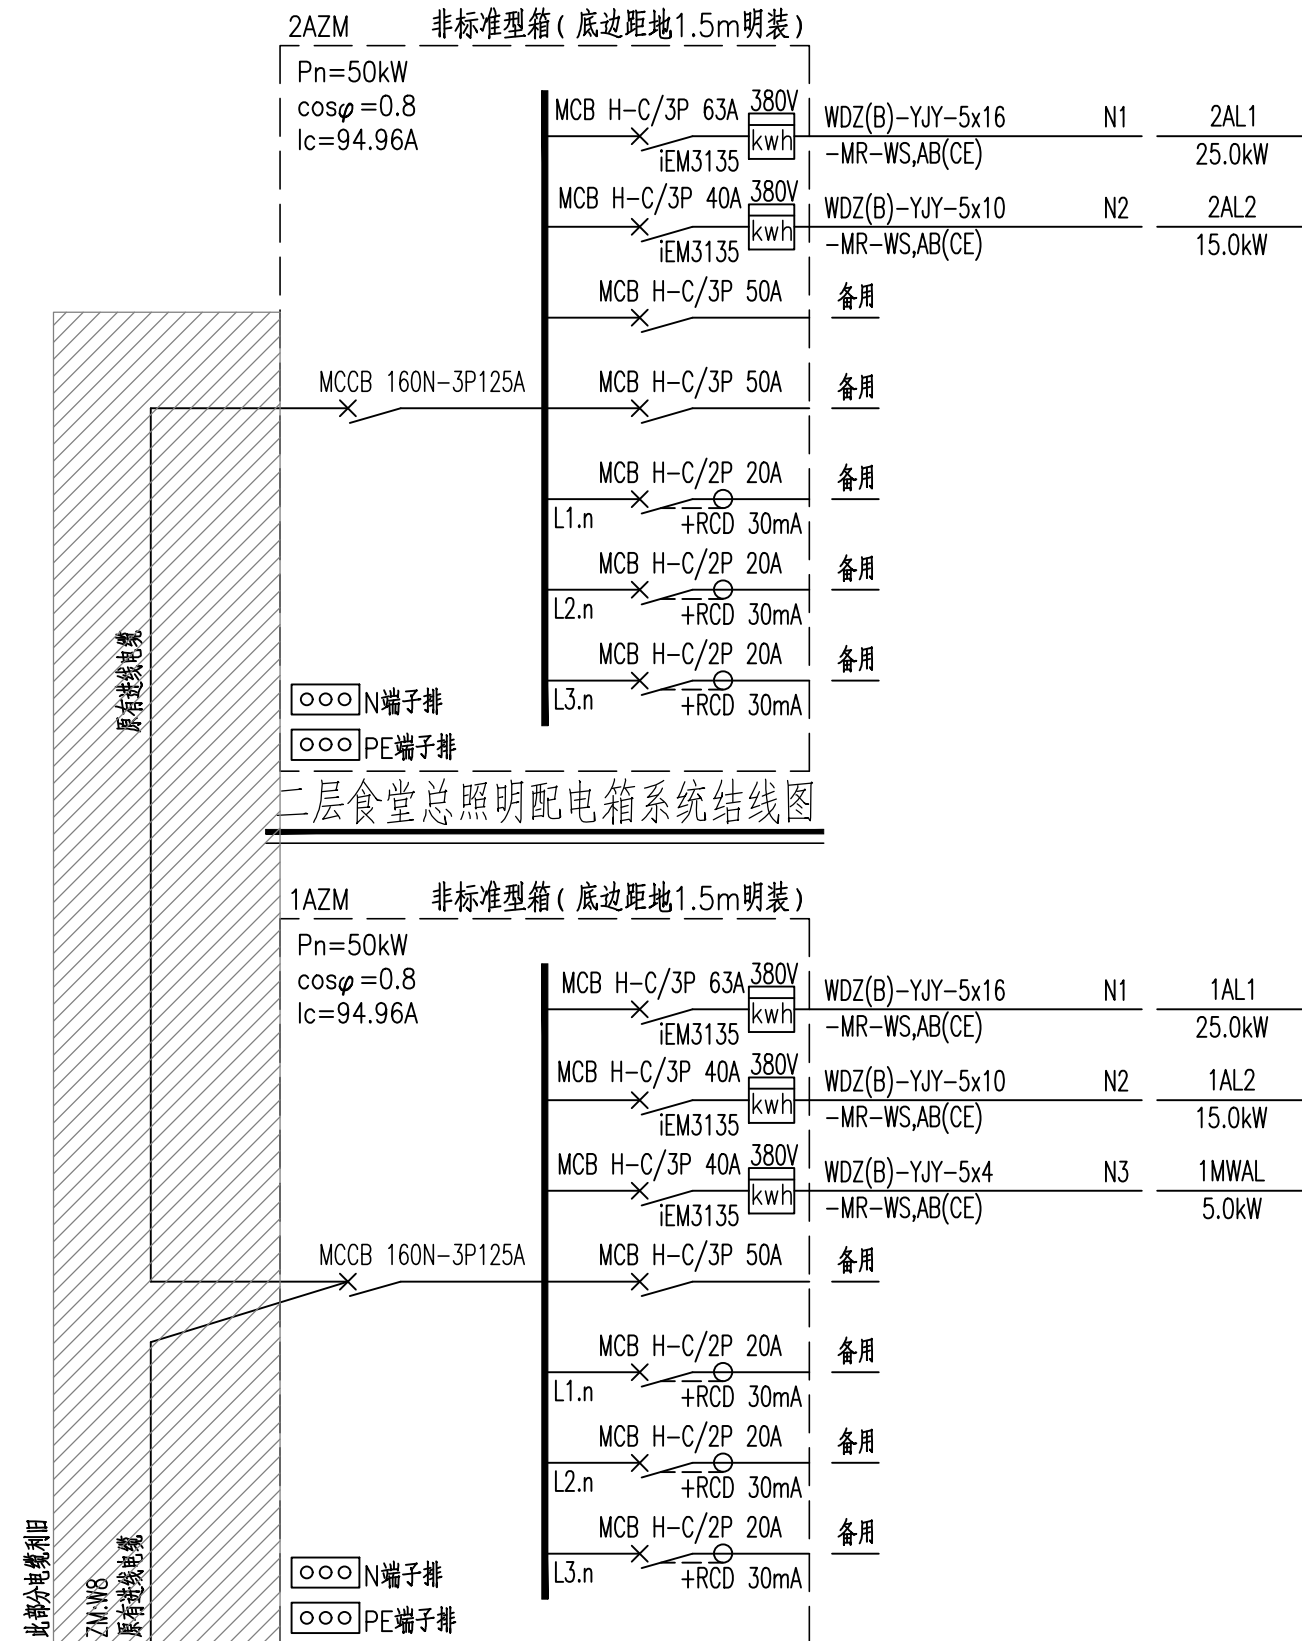 2AZM
非标准型箱( 底边距地1.5m明装)
Pn=50kW
cosφ=0.8
Ic=94.96A
MCB H-C/3P 63A
380V
kwh
iEM3135
WDZ(B)-YJY-5x16
-MR-WS,AB(CE)
N1
2AL1
25.0kW
MCB H-C/3P 40A
380V
kwh
iEM3135
WDZ(B)-YJY-5x10
-MR-WS,AB(CE)
N2
2AL2
15.0kW
MCB H-C/3P 50A
备用
MCCB 160N-3P125A
MCB H-C/3P 50A
备用
MCB H-C/2P 20A
L1.n
+RCD 30mA
备用
MCB H-C/2P 20A
L2.n
+RCD 30mA
备用
MCB H-C/2P 20A
L3.n
+RCD 30mA
备用
原有进线电缆
N端子排
PE端子排
二层食堂总照明配电箱系统结线图
1AZM
非标准型箱( 底边距地1.5m明装)
Pn=50kW
cosφ=0.8
Ic=94.96A
MCB H-C/3P 63A
380V
kwh
iEM3135
WDZ(B)-YJY-5x16
-MR-WS,AB(CE)
N1
1AL1
25.0kW
MCB H-C/3P 40A
380V
kwh
iEM3135
WDZ(B)-YJY-5x10
-MR-WS,AB(CE)
N2
1AL2
15.0kW
MCB H-C/3P 40A
380V
kwh
iEM3135
WDZ(B)-YJY-5x4
-MR-WS,AB(CE)
N3
1MWAL
5.0kW
MCCB 160N-3P125A
MCB H-C/3P 50A
备用
MCB H-C/2P 20A
L1.n
+RCD 30mA
备用
MCB H-C/2P 20A
L2.n
+RCD 30mA
备用
MCB H-C/2P 20A
L3.n
+RCD 30mA
备用
此部分电缆利旧
ZM.W8
原有进线电缆
N端子排
PE端子排